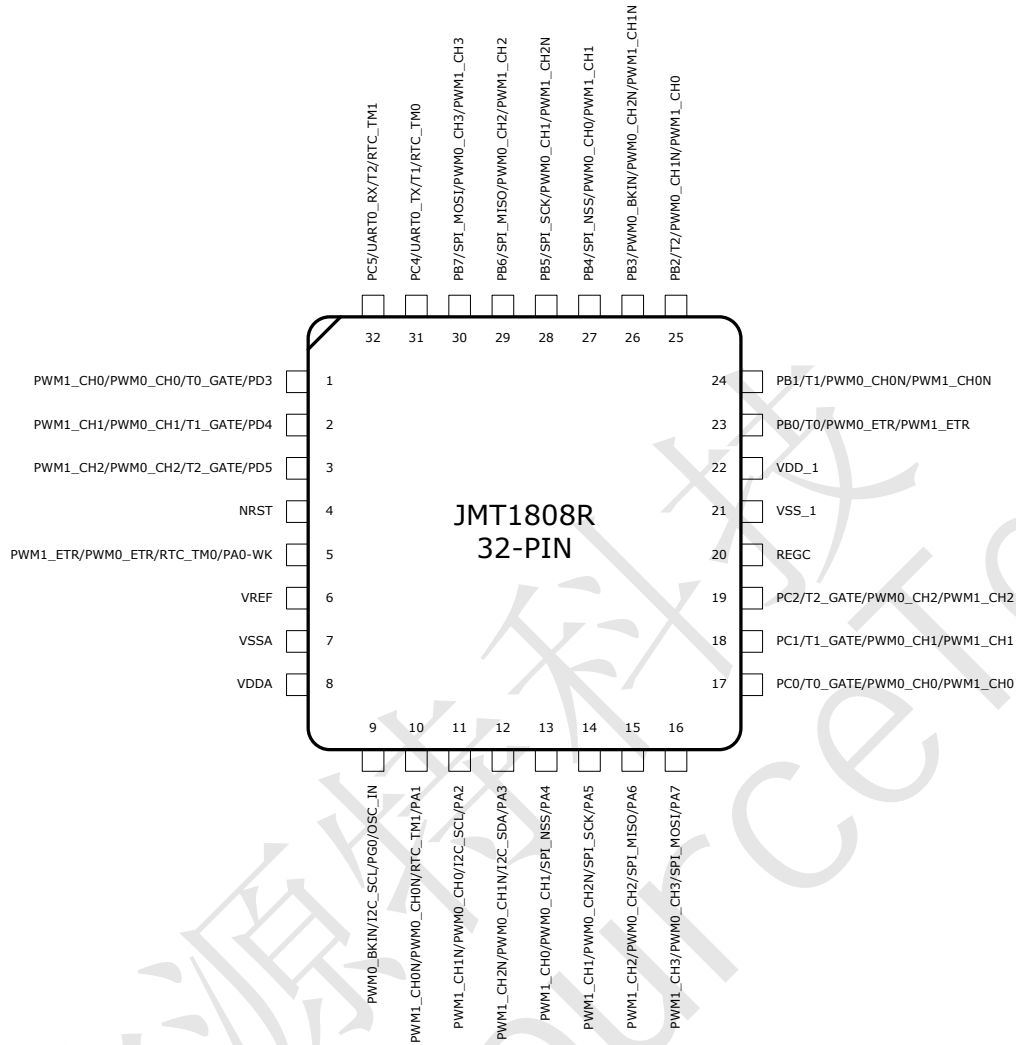 PC5/UART0_RX/T2/RTC_TM1
PC4/UART0_TX/T1/RTC_TM0
PB7/SPI_MOSI/PWM0_CH3/PWM1_CH3
PB6/SPI_MISO/PWM0_CH2/PWM1_CH2
PB5/SPI_SCK/PWM0_CH1/PWM1_CH2N
PB4/SPI_NSS/PWM0_CH0/PWM1_CH1
PB3/PWM0_BKIN/PWM0_CH2N/PWM1_CH1N
PB2/T2/PWM0_CH1N/PWM1_CH0
32 31 30 29 28 27 26 25
PWM1_CH0/PWM0_CH0/T0_GATE/PD3 1
PWM1_CH1/PWM0_CH1/T1_GATE/PD4 2
PWM1_CH2/PWM0_CH2/T2_GATE/PD5 3
NRST 4
PWM1_ETR/PWM0_ETR/RTC_TM0/PA0-WK 5
VREF 6
VSSA 7
VDDA 8
JMT1808R
32-PIN
24 PB1/T1/PWM0_CH0N/PWM1_CH0N
23 PB0/T0/PWM0_ETR/PWM1_ETR
22 VDD_1
21 VSS_1
20 REGC
19 PC2/T2_GATE/PWM0_CH2/PWM1_CH2
18 PC1/T1_GATE/PWM0_CH1/PWM1_CH1
17 PC0/T0_GATE/PWM0_CH0/PWM1_CH0
9 10 11 12 13 14 15 16
PWM0_BKIN/I2C_SCL/PG0/OSC_IN
PWM1_CH0N/PWM0_CH0N/RTC_TM1/PA1
PWM1_CH1N/PWM0_CH0/I2C_SCL/PA2
PWM1_CH2N/PWM0_CH1N/I2C_SDA/PA3
PWM1_CH0/PWM0_CH1/SPI_NSS/PA4
PWM1_CH1/PWM0_CH2N/SPI_SCK/PA5
PWM1_CH2/PWM0_CH2/SPI_MISO/PA6
PWM1_CH3/PWM0_CH3/SPI_MOSI/PA7
源特科技